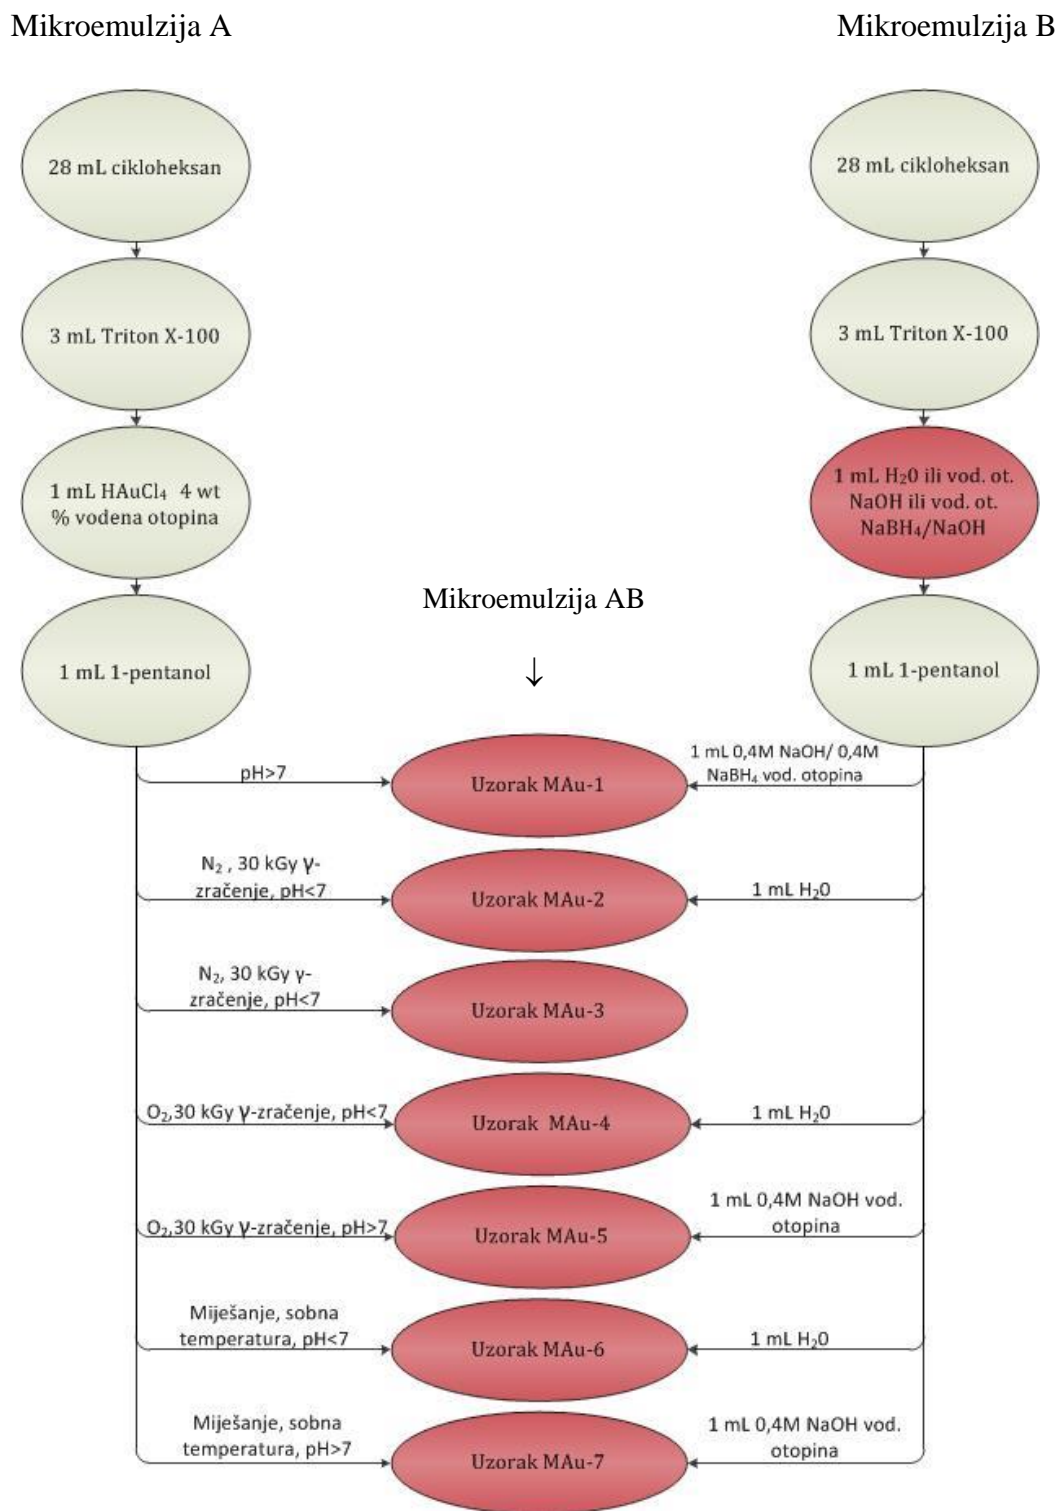 Mikroemulzija A
Mikroemulzija B
28 mL cikloheksan
28 mL cikloheksan
3 mL Triton X-100
3 mL Triton X-100
1 mL HAuCl₄ 4 wt
% vodena otopina
1 mL H₂0 ili vod. ot.
NaOH ili vod. ot.
NaBH₄/NaOH
Mikroemulzija AB
↓
1 mL 1-pentanol
1 mL 1-pentanol
pH>7
Uzorak MAu-1
1 mL 0,4M NaOH/ 0,4M
NaBH₄ vod. otopina
N₂ , 30 kGy γ-
zračenje, pH<7
Uzorak MAu-2
1 mL H₂0
N₂, 30 kGy γ-
zračenje, pH<7
Uzorak MAu-3
O₂,30 kGy γ-zračenje, pH<7
Uzorak MAu-4
1 mL H₂0
O₂,30 kGy γ-zračenje, pH>7
Uzorak MAu-5
1 mL 0,4M NaOH vod.
otopina
Miješanje, sobna
temperatura, pH<7
Uzorak MAu-6
1 mL H₂0
Miješanje, sobna
temperatura, pH>7
Uzorak MAu-7
1 mL 0,4M NaOH vod.
otopina